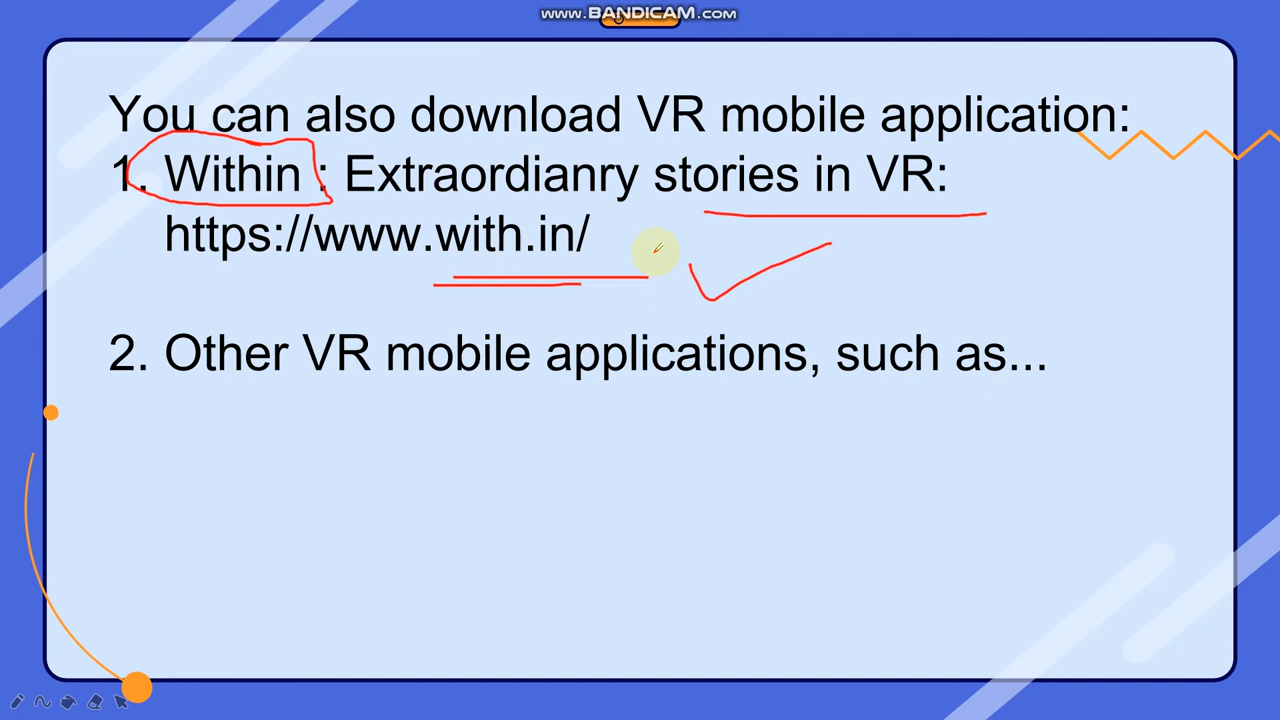 www.BANDICAM.com
You can also download VR mobile application:
1. Within : Extraordianry stories in VR:
https://www.with.in/
2. Other VR mobile applications, such as...